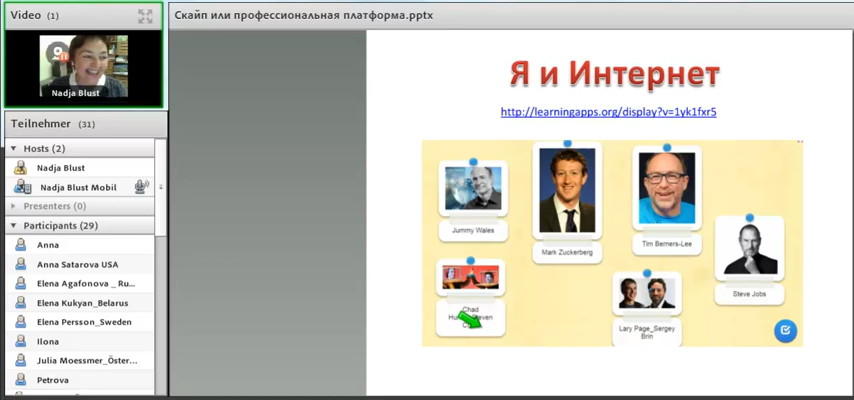 Video (1)
Nadja Blust
Teilnehmer (31)
Hosts (2)
Nadja Blust
Nadja Blust Mobil
Presenters (0)
Participants (29)
Anna
Anna Satarova USA
Elena Agafonova _ Ru...
Elena Kukyan_Belarus
Elena Persson_Sweden
Ilona
Julia Moessmer_Öster...
Petrova
Скайп или профессиональная платформа.pptx
Я и Интернет
http://learningapps.org/display?v=1yk1fxr5
Jummy Wales
Mark Zuckerberg
Tim Berners-Lee
Steve Jobs
Chad
Lary Page_Sergey
Brin